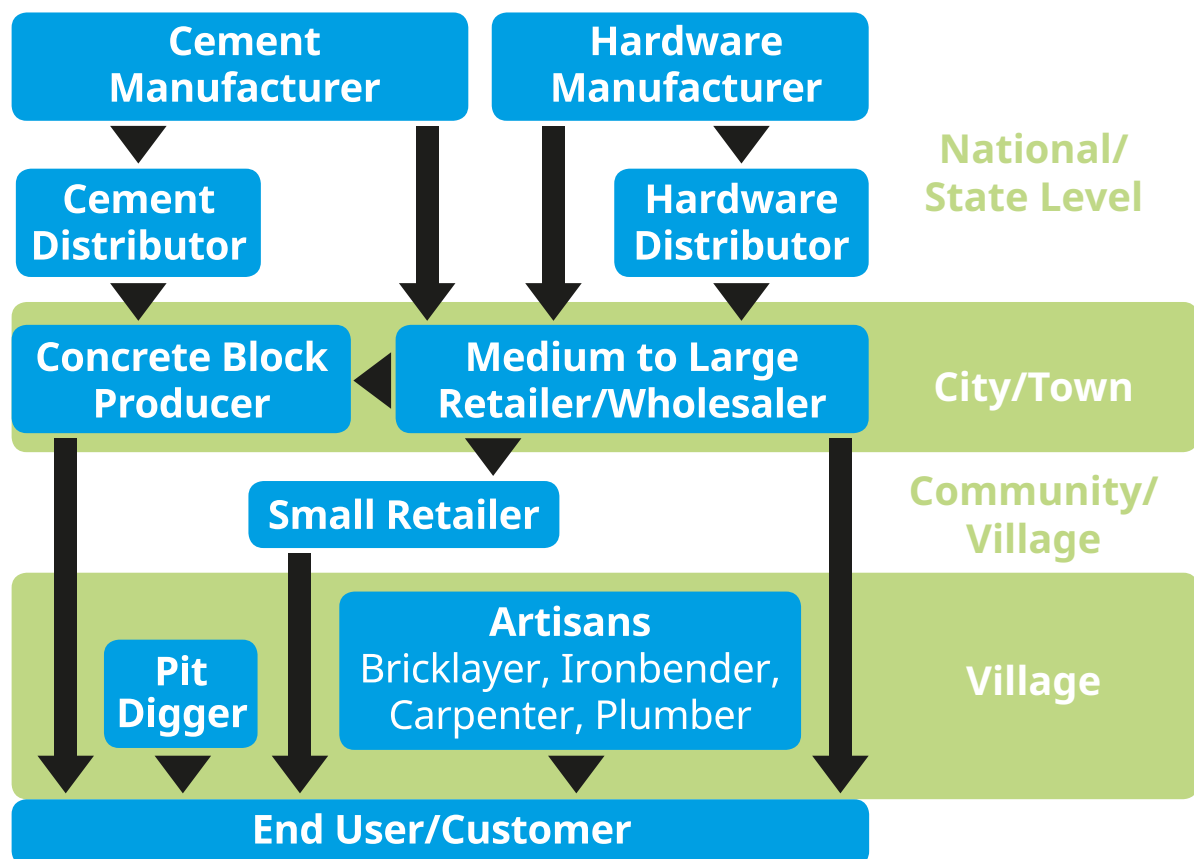 Cement
Manufacturer
Hardware
Manufacturer
National/
State Level
Cement
Distributor
Hardware
Distributor
Concrete Block
Producer
Medium to Large
Retailer/Wholesaler
City/Town
Small Retailer
Community/
Village
Pit
Digger
Artisans
Bricklayer, Ironbender,
Carpenter, Plumber
Village
End User/Customer